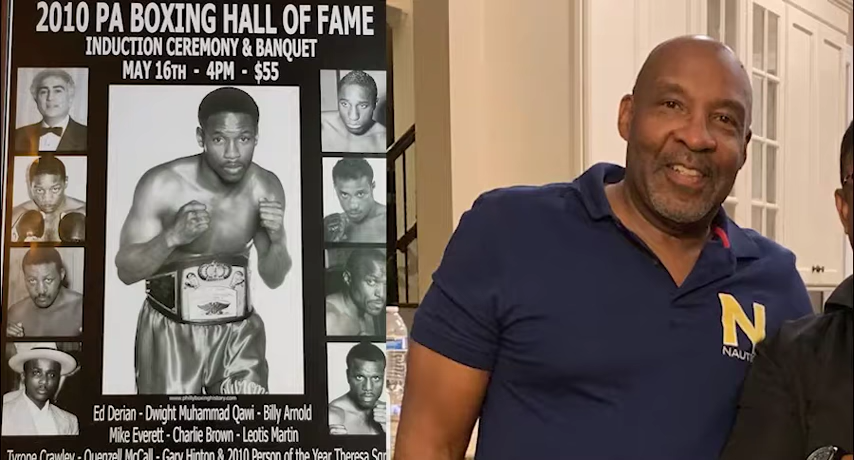 2010 PA BOXING HALL OF FAME
INDUCTION CEREMONY & BANQUET
MAY 16TH - 4PM - $55
www.phillyboxinghistory.com
Ed Derian - Dwight Muhammad Qawi - Billy Arnold
Mike Everett - Charlie Brown - Leotis Martin
Tyrone Crawley - Quenzell McCall - Gary Hinton & 2010 Person of the Year Theresa
N
NAUTI